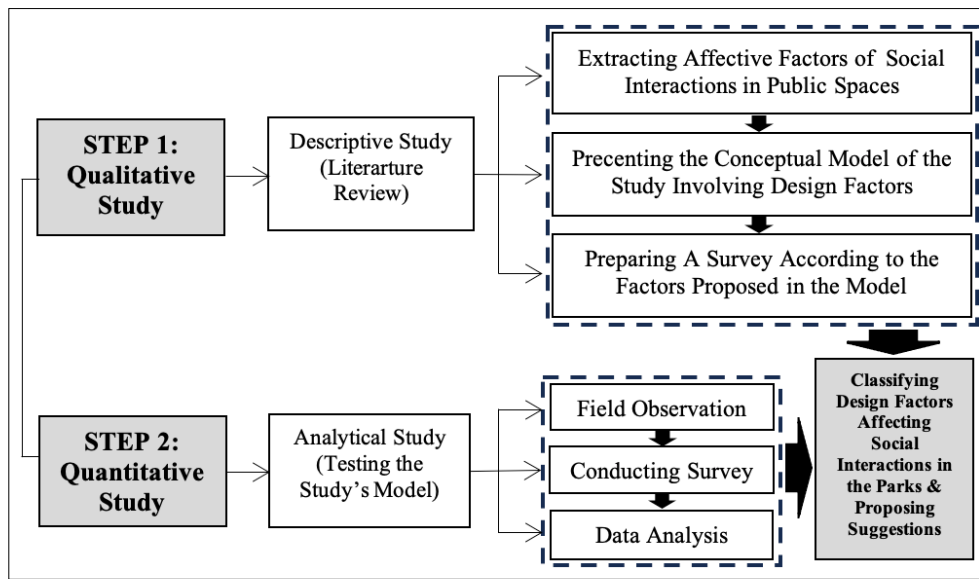 STEP 1:
Qualitative
Study
Descriptive Study
(Literarture
Review)
Extracting Affective Factors of Social
Interactions in Public Spaces
Precenting the Conceptual Model of the
Study Involving Design Factors
Preparing A Survey According to the
Factors Proposed in the Model
STEP 2:
Quantitative
Study
Analytical Study
(Testing the
Study's Model)
Field Observation
Conducting Survey
Data Analysis
Classifying
Design Factors
Affecting
Social
Interactions in
the Parks &
Proposing
Suggestions